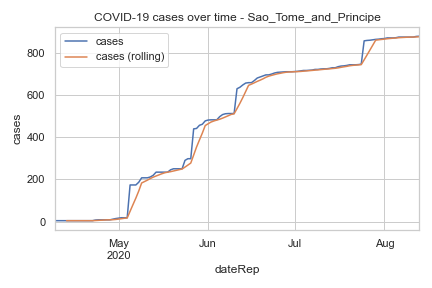 COVID-19 cases over time - Sao_Tome_and_Principe
cases
cases (rolling)
cases
800
600
400
200
0
May
2020
Jun
Jul
Aug
dateRep